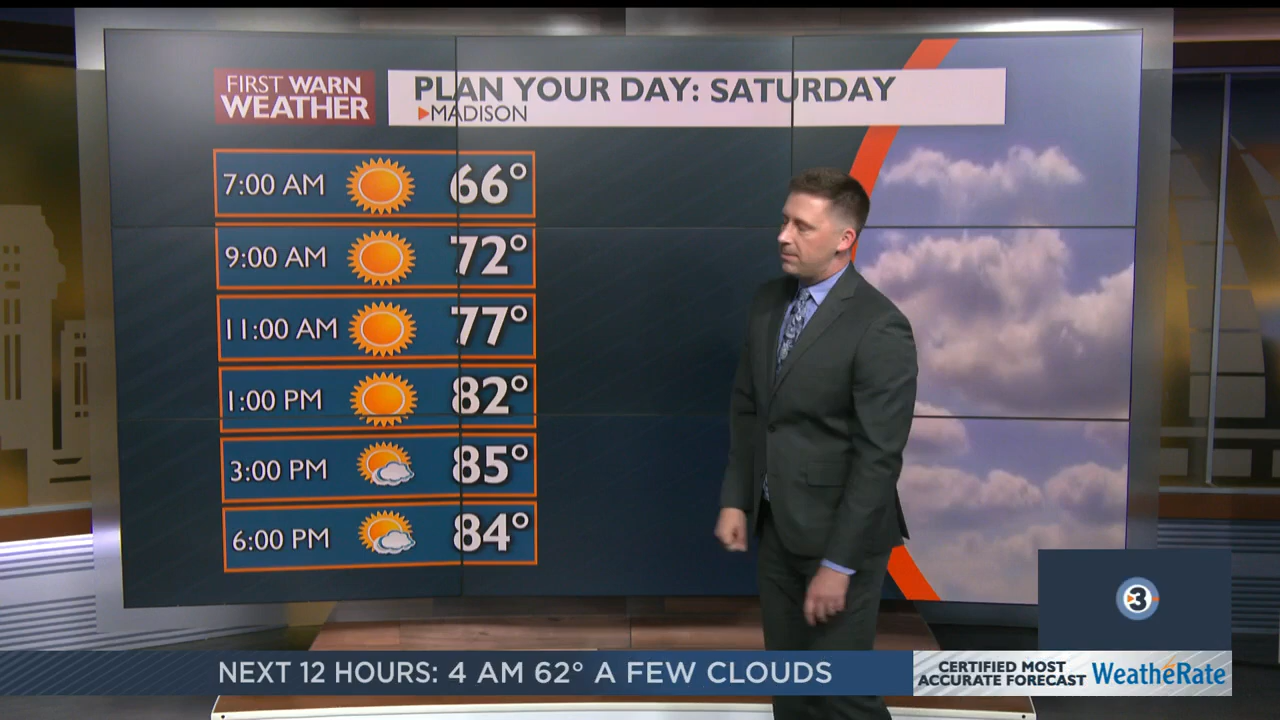 FIRST WARN
WEATHER
PLAN YOUR DAY: SATURDAY
MADISON
7:00 AM 66°
9:00 AM 72°
11:00 AM 77°
1:00 PM 82°
3:00 PM 85°
6:00 PM 84°
3
NEXT 12 HOURS: 4 AM 62° A FEW CLOUDS
CERTIFIED MOST
ACCURATE FORECAST
WeatheRate